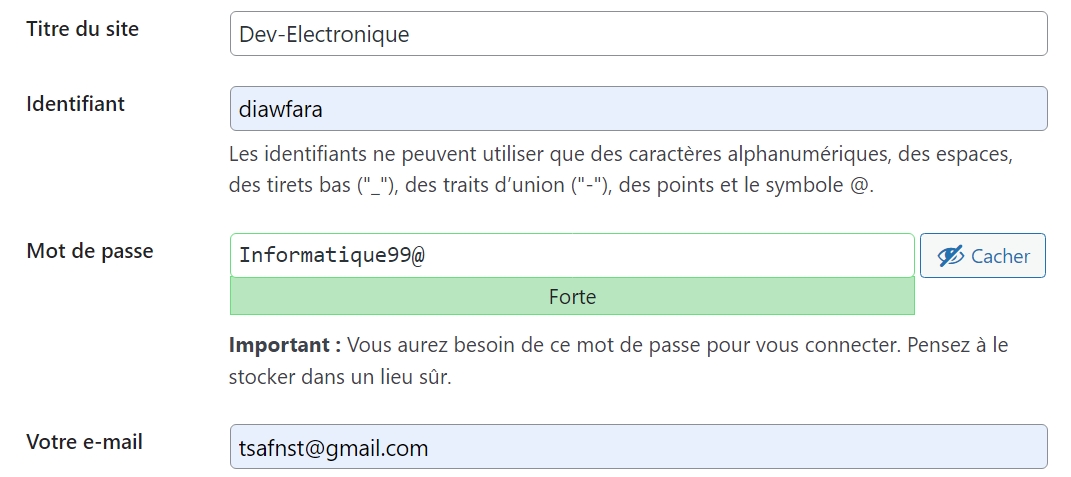 Titre du site
Dev-Electronique
Identifiant
diawfara
Les identifiants ne peuvent utiliser que des caractères alphanumériques, des espaces,
des tirets bas ("_"), des traits d’union ("-"), des points et le symbole @.
Mot de passe
Informatique99@
Cacher
Forte
Important : Vous aurez besoin de ce mot de passe pour vous connecter. Pensez à le
stocker dans un lieu sûr.
Votre e-mail
tsafnst@gmail.com